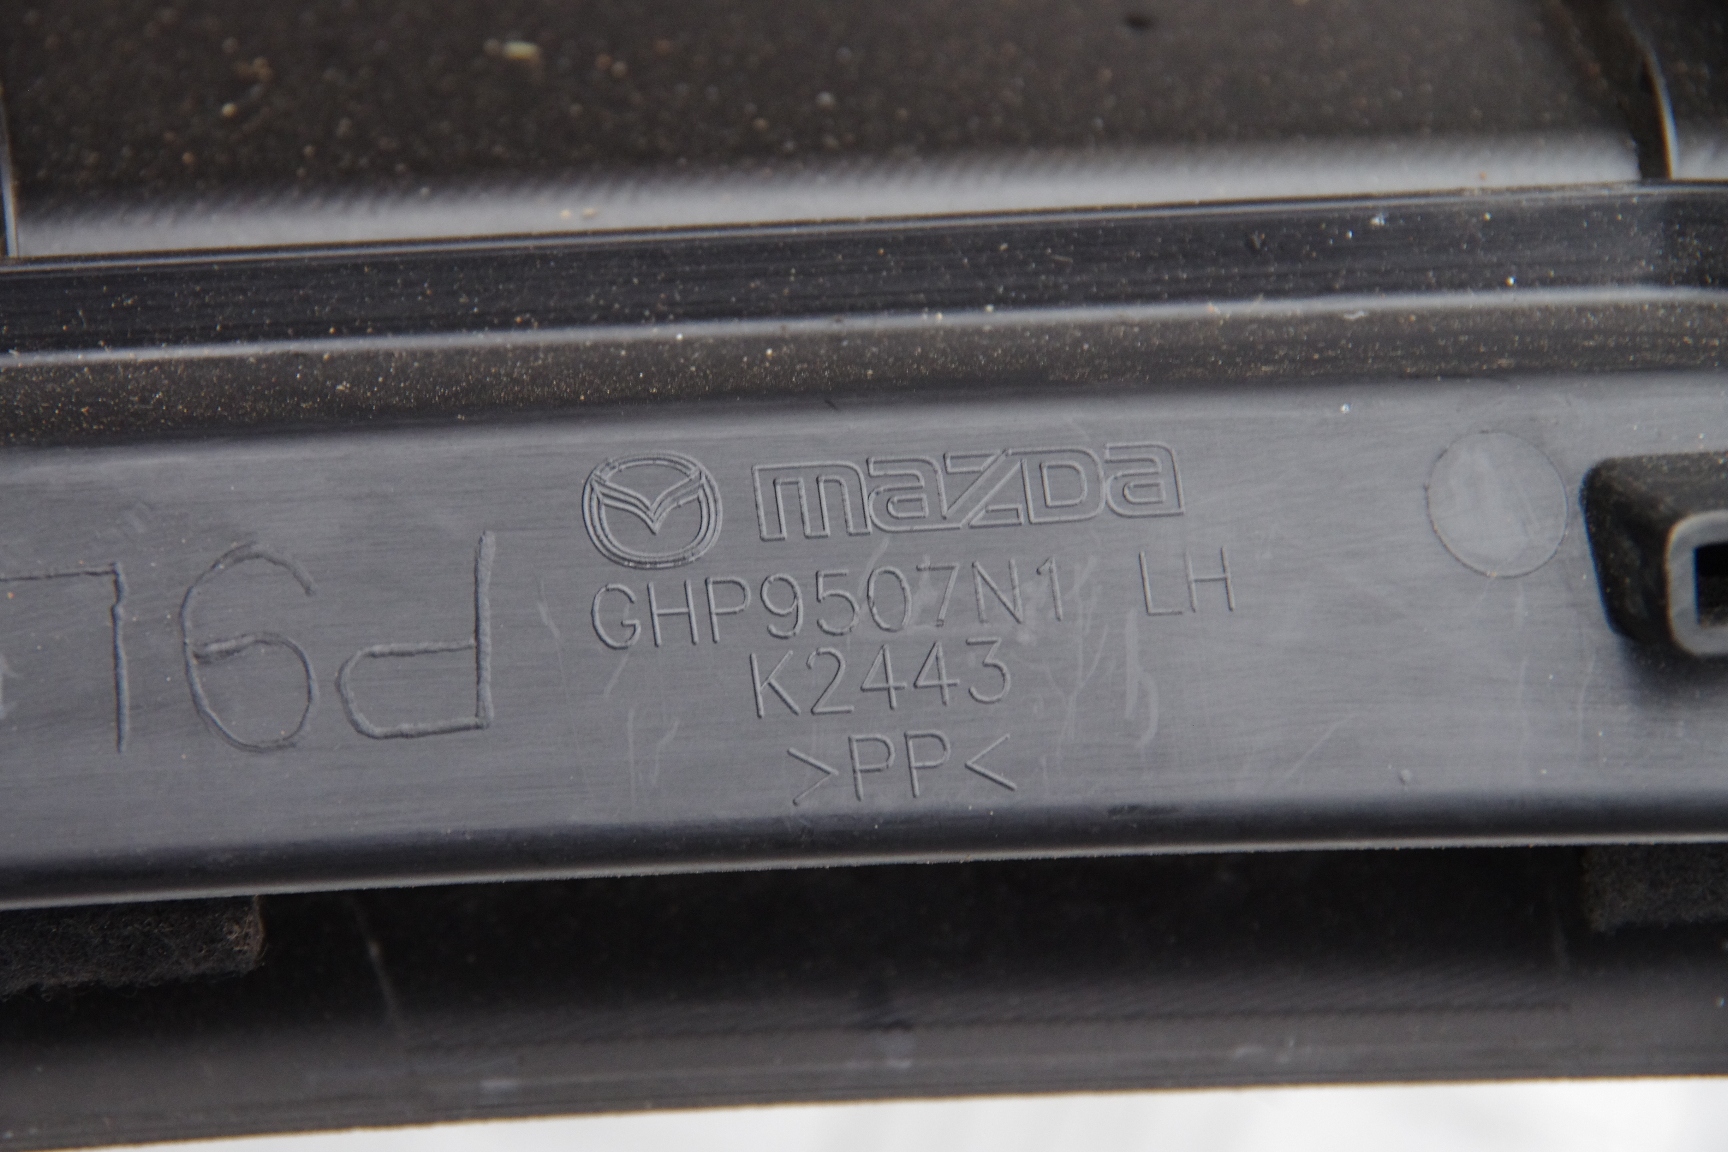 mazda
GHP9507N1 LH
K2443
>PP<